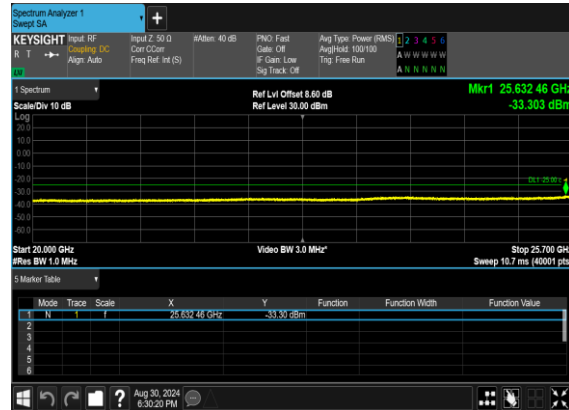 Spectrum Analyzer 1
Swept SA
+
KEYSIGHT Input: RF Input Z: 50 Ω #Atten: 40 dB PNO: Fast Avg Type: Power (RMS) 1 2 3 4 5 6
R T Coupling: DC Corr CCorr Gate: Off Avg|Hold: 100/100 A W W W W W
Align: Auto Freq Ref: Int (S) IF Gain: Low Trig: Free Run
LW Sig Track: Off A N N N N N
1 Spectrum Ref Lvl Offset 8.60 dB Mkr1 25.632 46 GHz
Scale/Div 10 dB Ref Level 30.00 dBm -33.303 dBm
Log
20.0
10.0
0.00
-10.0
-20.0
DL1 -25.00
-30.0
-40.0
-50.0
-60.0
Start 20.000 GHz Video BW 3.0 MHz* Stop 25.700 GHz
#Res BW 1.0 MHz Sweep 10.7 ms (40001 pts
5 Marker Table
Mode Trace Scale X Y Function Function Width Function Value
1 N 1 f 25.632 46 GHz -33.30 dBm
2
3
4
5
6
? Aug 30, 2024
6:30:20 PM